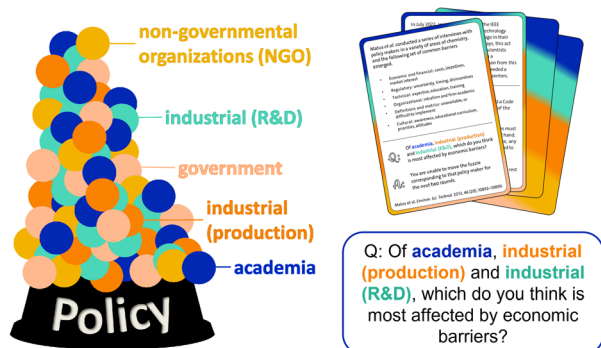 non-governmental
organizations (NGO)
industrial (R&D)
government
industrial
(production)
academia
Policy
Matus et al. conducted a series of interviews with
policy makers in a variety of areas of chemistry,
and the following set of common barriers
emerged.
• Economic and financial: costs, incentives,
market interest
• Regulatory: uncertainty, timing, disincentives
• Technical: expertise, education, training
• Organizational: intrafirm and firm-academic
• Definitions and metrics: unavailable, or
difficult to implement
• Cultural: awareness, educational curriculum,
priorities, attitudes
Q: Of academia, industrial (production)
and industrial (R&D), which do you think
is most affected by economic barriers?
A: You are unable to move the fuzzie
corresponding to that policy maker for
the next two rounds.
Matus et al. Environ. Sci. Technol. 2012, 46 (20), 10892–10899.
In July 2021, the IEEE
in their
this act
scientists
from this
a
a Code
of the
must
hand.
any
to
Q: Of academia, industrial
(production) and industrial
(R&D), which do you think is
most affected by economic
barriers?